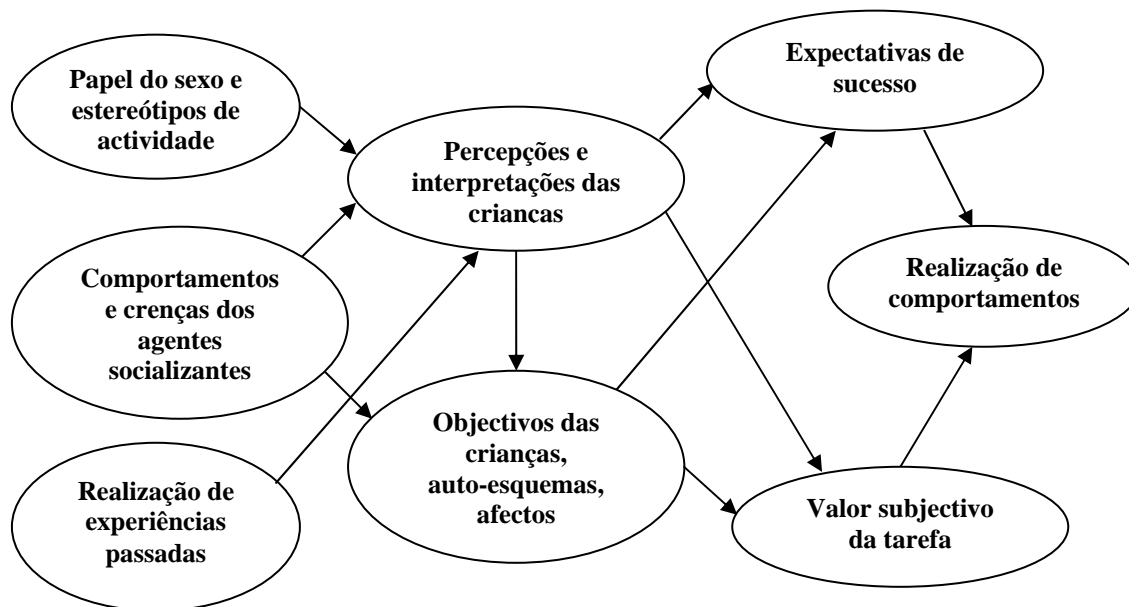 Papel do sexo e
estereótipos de
actividade
Comportamentos
e crenças dos
agentes
socializantes
Realização de
experiências
passadas
Percepções e
interpretações das
criancas
Objectivos das
crianças,
auto-esquemas,
afectos
Expectativas de
sucesso
Valor subjectivo
da tarefa
Realização de
comportamentos